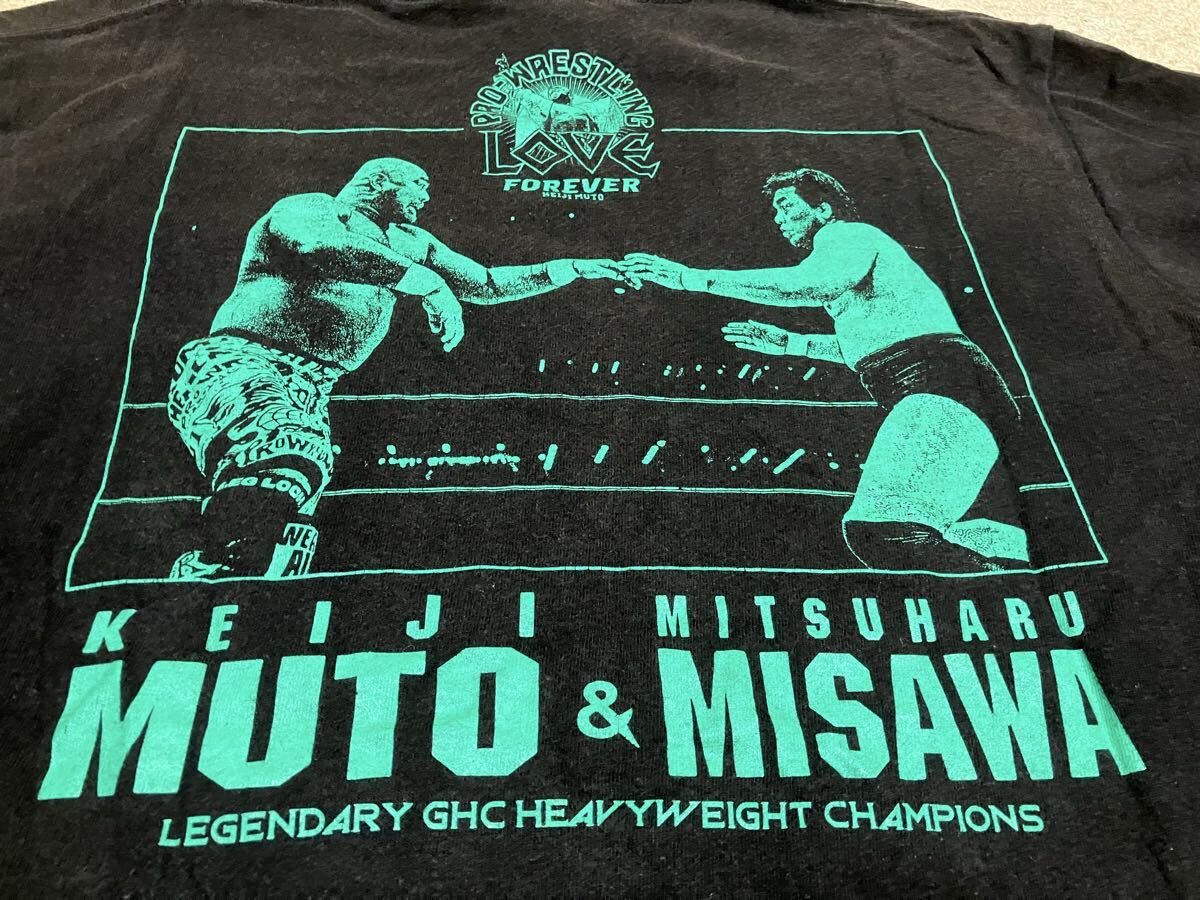 PRO-WRESTLING
LOVE
FOREVER
KEIJI MUTO
KEIJI
MUTO
&
MITSUHARU
MISAWA
LEGENDARY GHC HEAVYWEIGHT CHAMPIONS